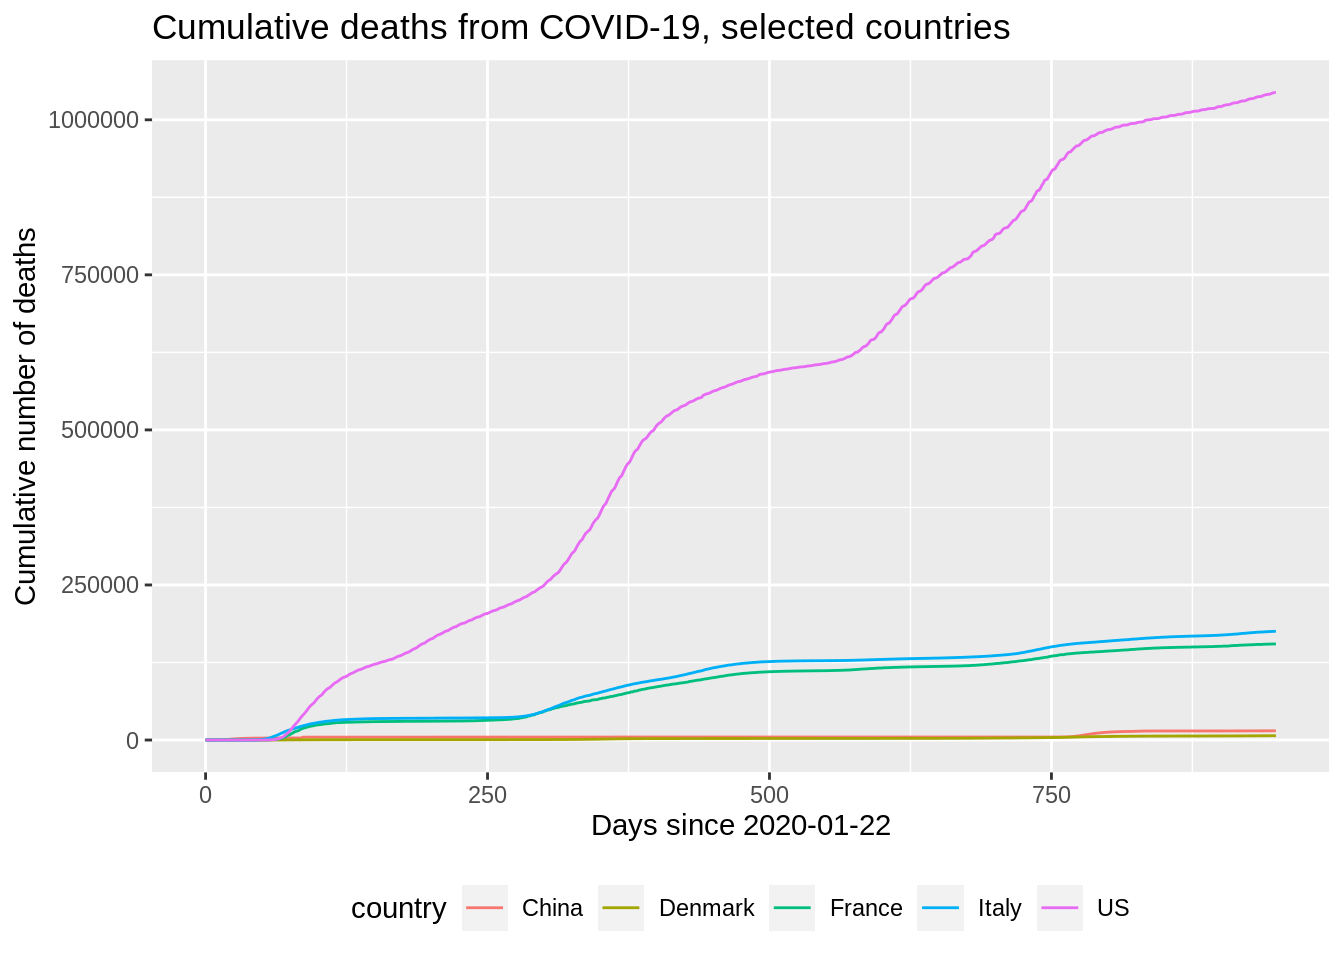 Cumulative deaths from COVID-19, selected countries
Cumulative number of deaths
1000000
750000
500000
250000
0
0 250 500 750
Days since 2020-01-22
country China Denmark France Italy US